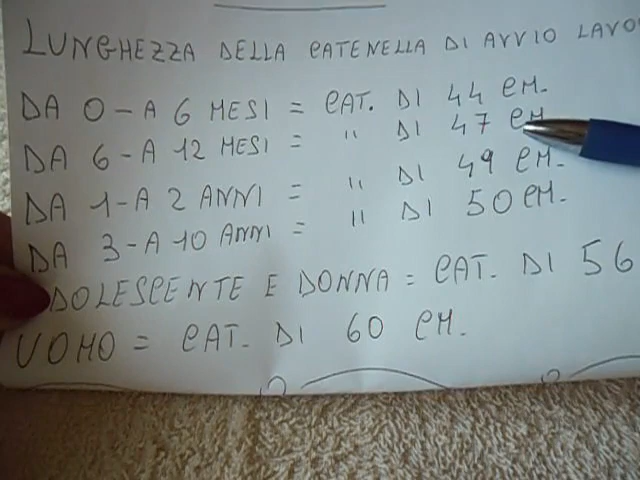 LUNGHEZZA DELLA CATENELLA DI AVVIO LAVO
DA 0-A 6 MESI = CAT. DI 44 CM.
DA 6-A 12 MESI = " DI 47 CM
DA 1-A 2 ANNI = " DI 49 CM.
DA 3-A 10 ANNI = " DI 50 CM.
DOLESCENTE E DONNA = CAT. DI 56
UOMO = CAT. DI 60 CM.